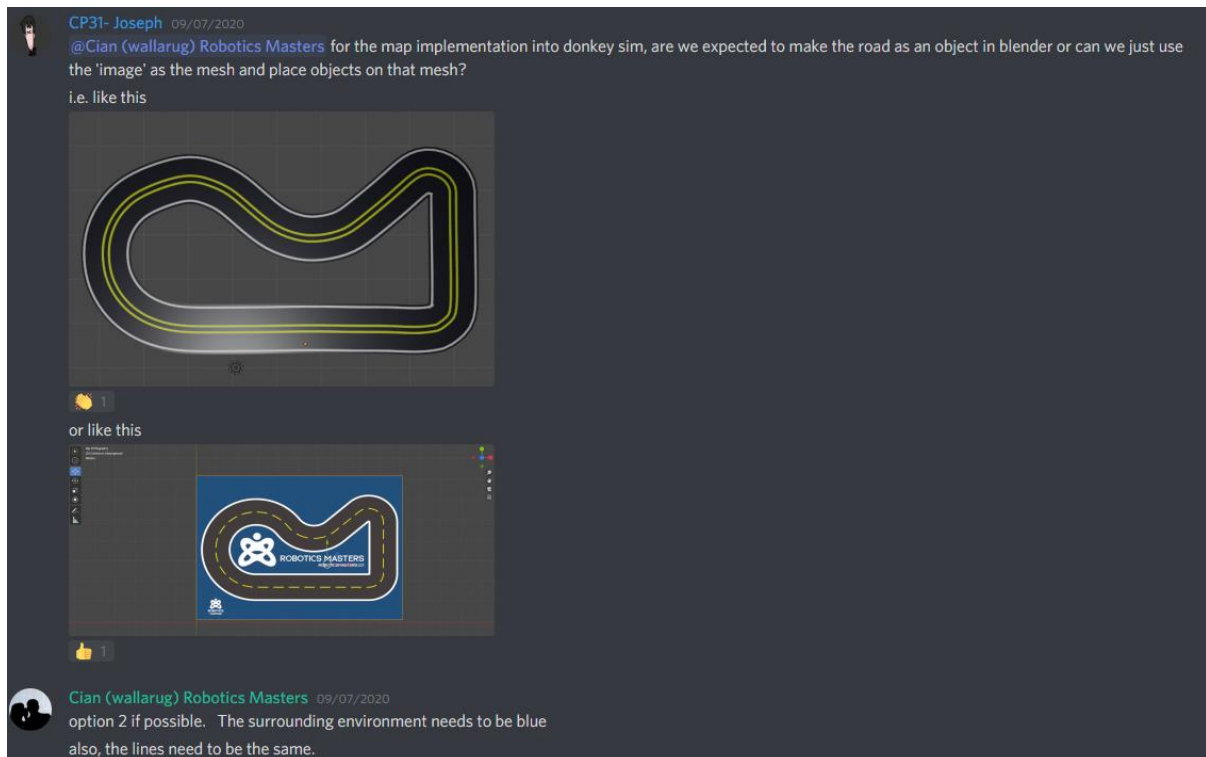 CP31- Joseph 09/07/2020
@Cian (wallarug) Robotics Masters for the map implementation into donkey sim, are we expected to make the road as an object in blender or can we just use
the 'image' as the mesh and place objects on that mesh?
i.e. like this
1
or like this
ROBOTICS MASTERS
1
Cian (wallarug) Robotics Masters 09/07/2020
option 2 if possible. The surrounding environment needs to be blue
also, the lines need to be the same.